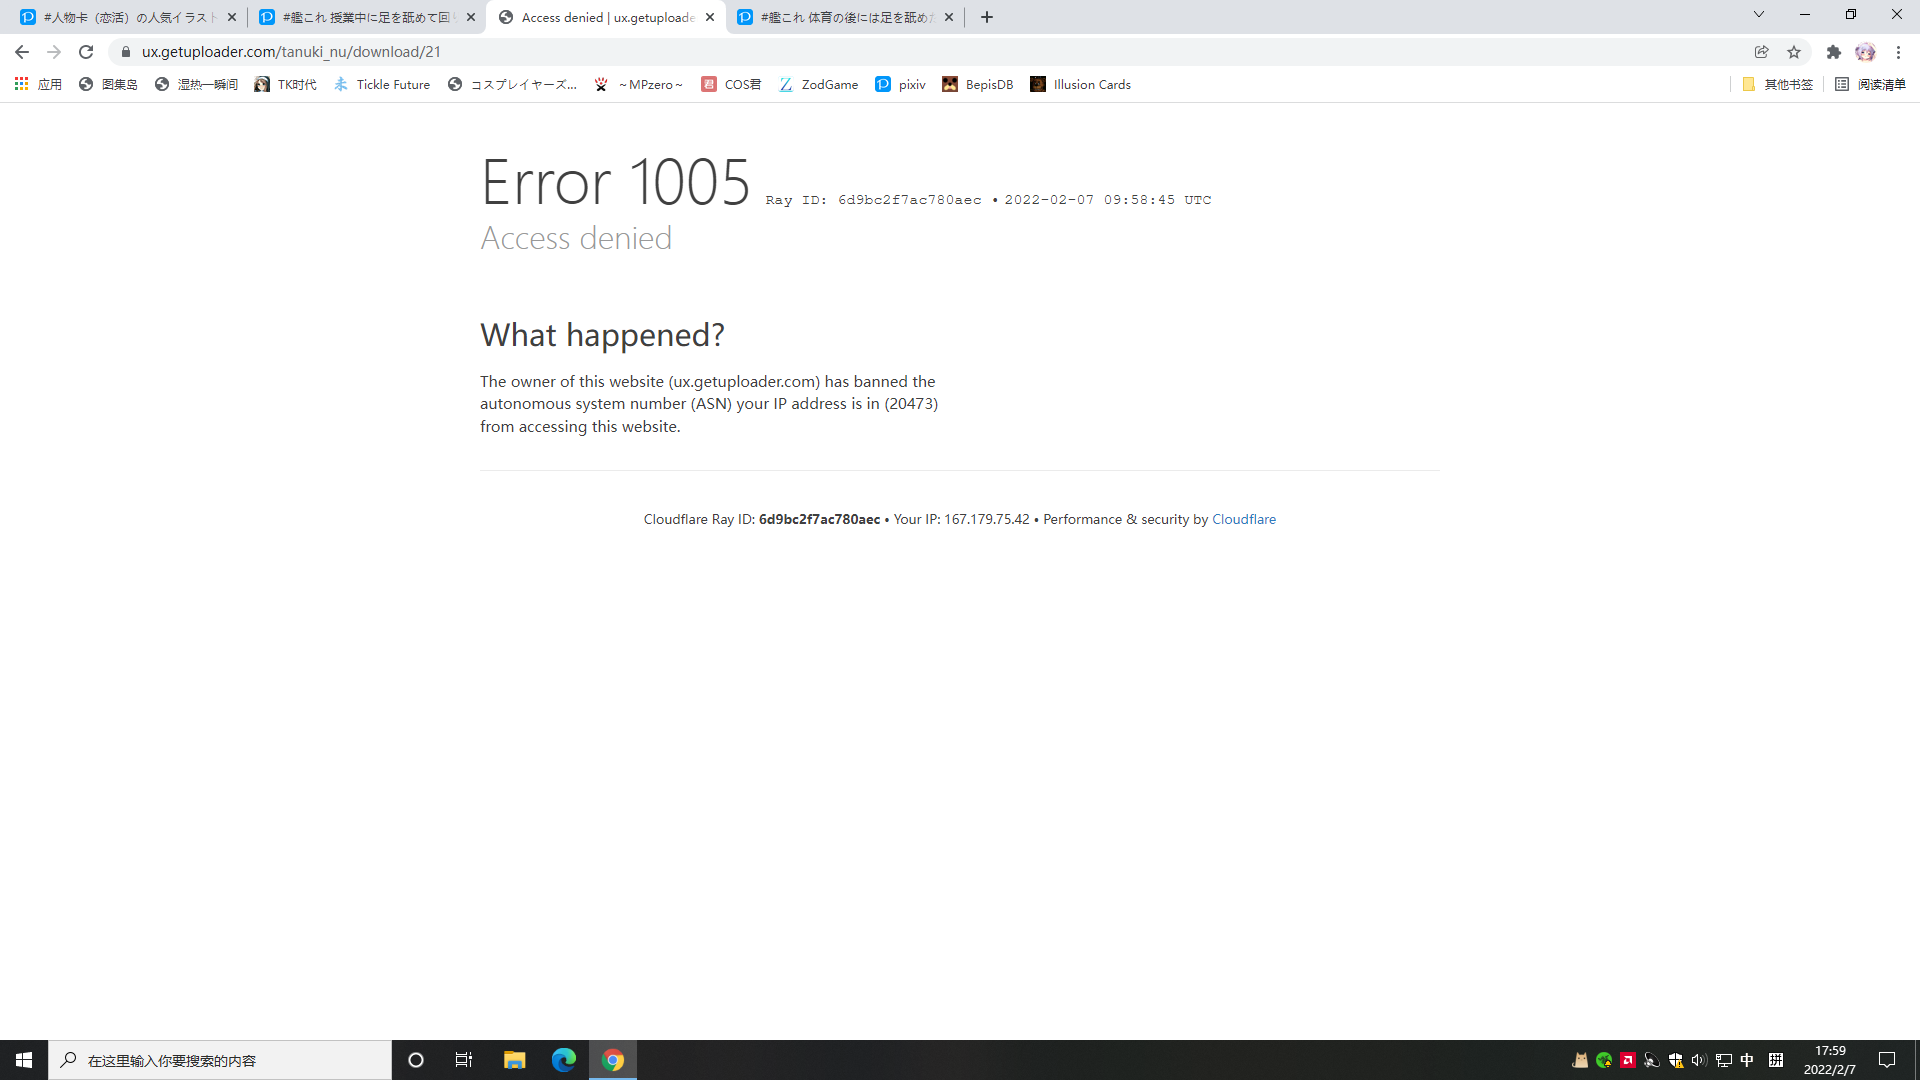 #人物卡（恋活）の人気イラスト
#艦これ 授業中に足を舐めて回り
Access denied | ux.getuploade
#艦これ 体育の後には足を舐めた
ux.getuploader.com/tanuki_nu/download/21
应用
图集岛
湿热一瞬间
TK时代
Tickle Future
コスプレイヤーズ...
～MPzero～
COS君
ZodGame
pixiv
BepisDB
Illusion Cards
其他书签
阅读清单
Error 1005 Ray ID: 6d9bc2f7ac780aec • 2022-02-07 09:58:45 UTC
Access denied
What happened?
The owner of this website (ux.getuploader.com) has banned the
autonomous system number (ASN) your IP address is in (20473)
from accessing this website.
Cloudflare Ray ID: 6d9bc2f7ac780aec • Your IP: 167.179.75.42 • Performance & security by Cloudflare
在这里输入你要搜索的内容
中
拼
17:59
2022/2/7